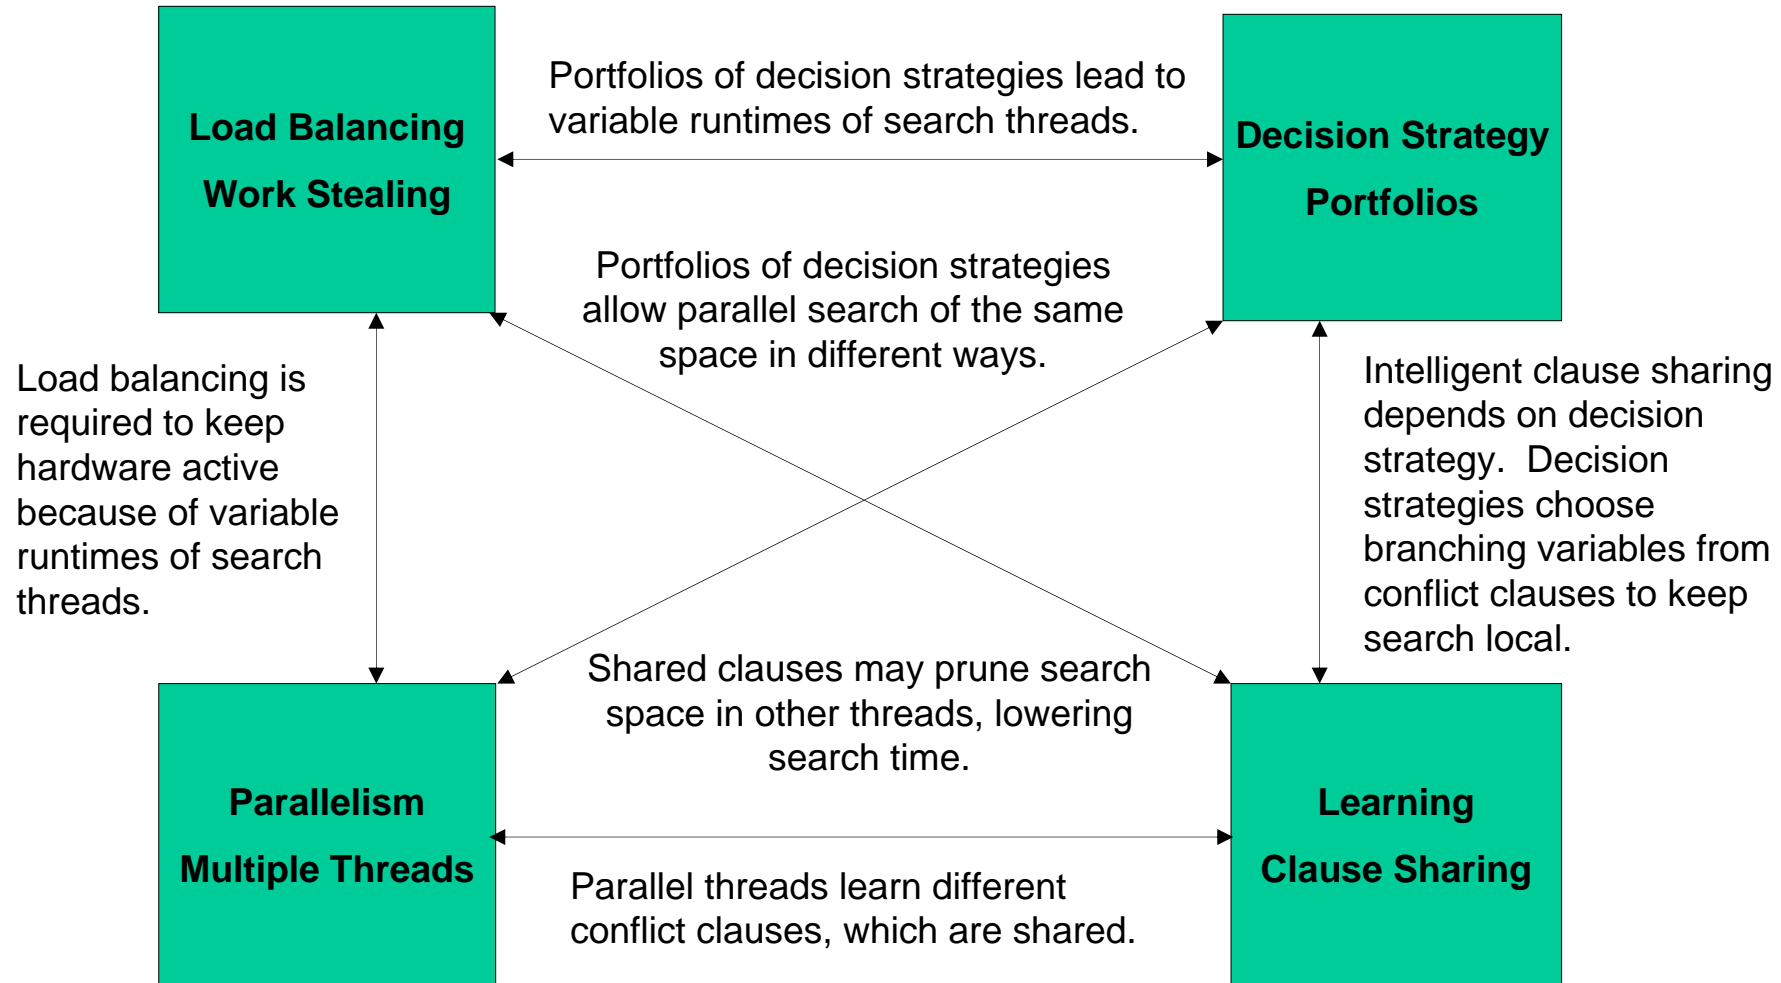 Load Balancing
Work Stealing
Portfolios of decision strategies lead to
variable runtimes of search threads.
Decision Strategy
Portfolios
Portfolios of decision strategies
allow parallel search of the same
space in different ways.
Load balancing is
required to keep
hardware active
because of variable
runtimes of search
threads.
Intelligent clause sharing
depends on decision
strategy.  Decision
strategies choose
branching variables from
conflict clauses to keep
search local.
Shared clauses may prune search
space in other threads, lowering
search time.
Parallelism
Multiple Threads
Learning
Clause Sharing
Parallel threads learn different
conflict clauses, which are shared.